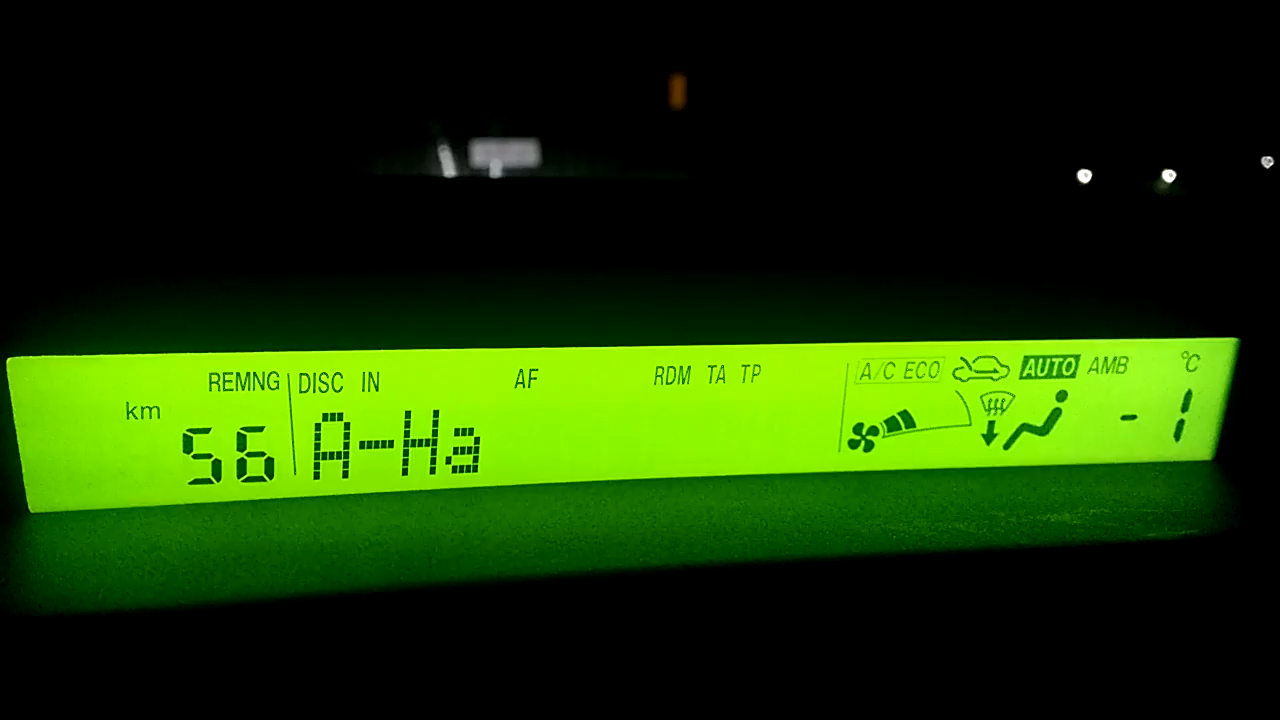 REMNG DISC IN AF RDM TA TP A/C ECO AUTO AMB °C
km 56 A-Ha -1